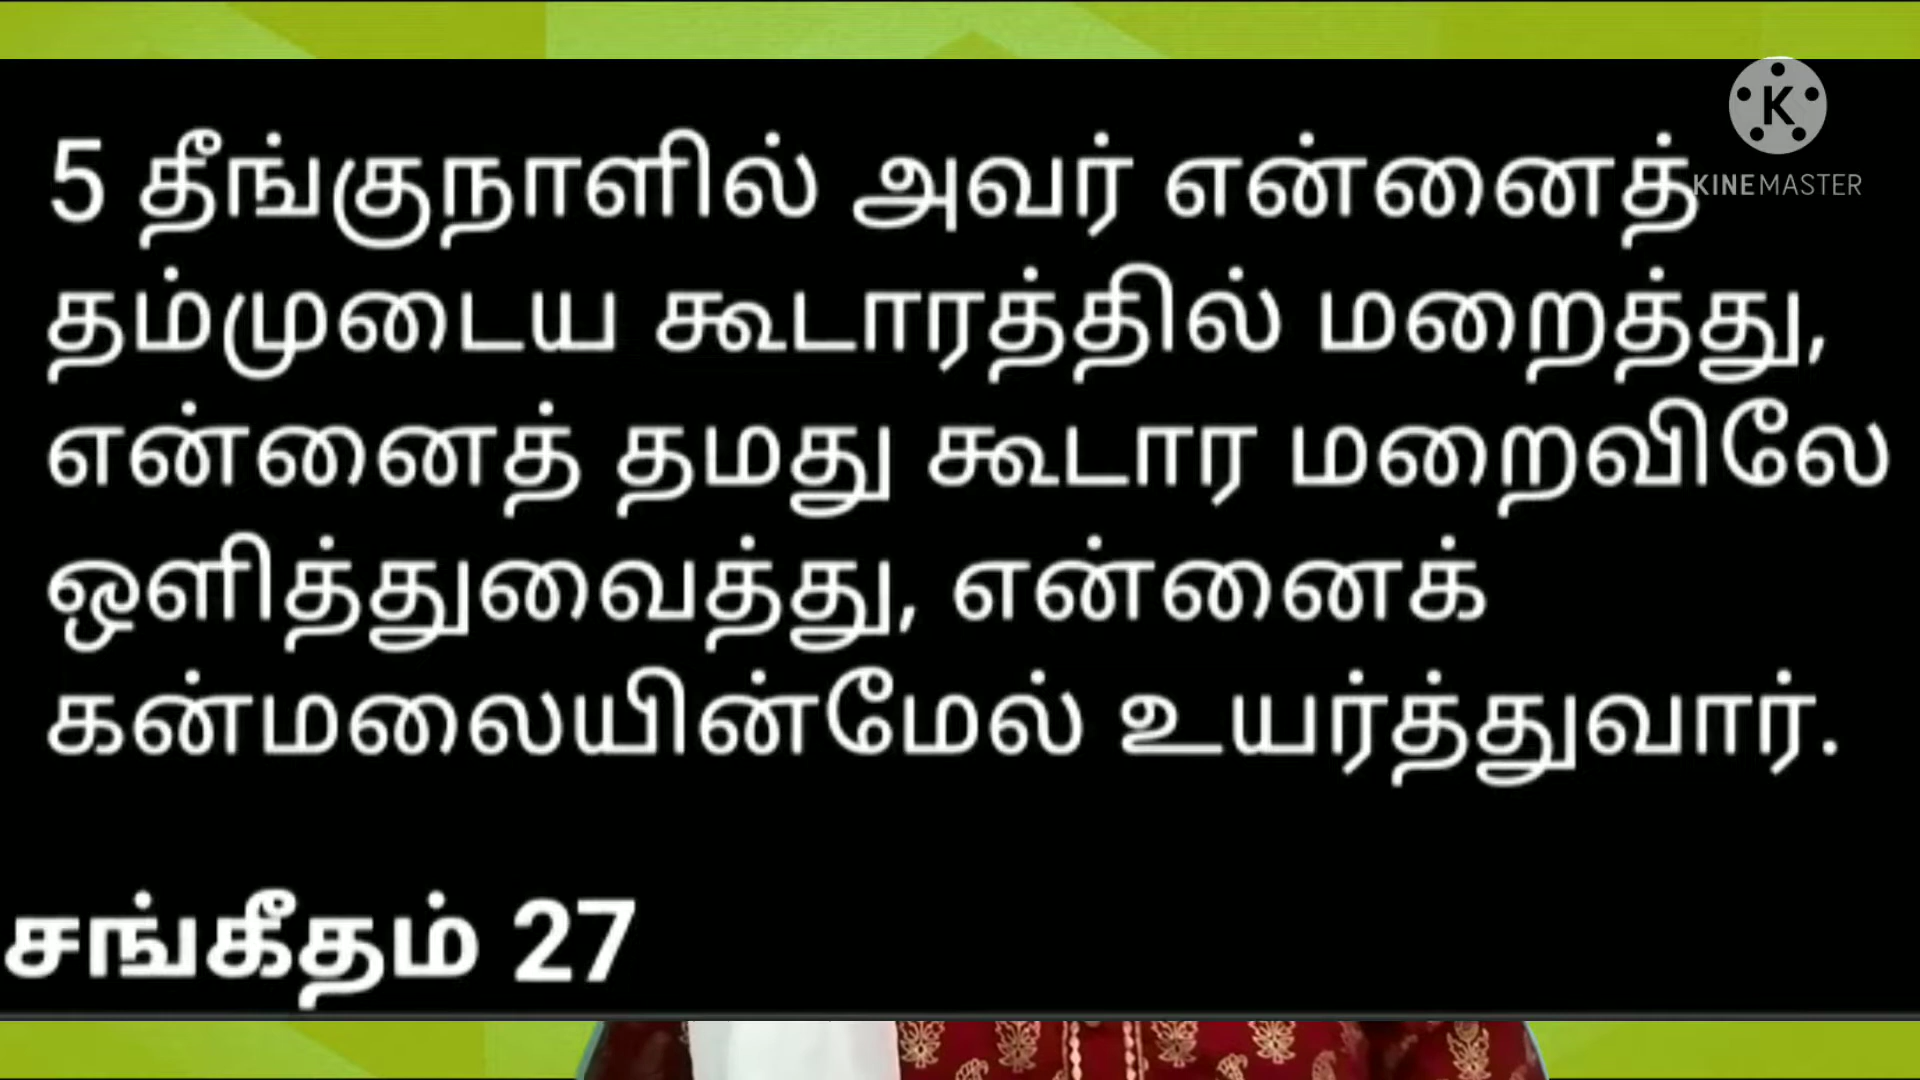 5 தீங்குநாளில் அவர் என்னைத்
தம்முடைய கூடாரத்தில் மறைத்து,
என்னைத் தமது கூடார மறைவிலே
ஒளித்துவைத்து, என்னைக்
கன்மலையின்மேல் உயர்த்துவார்.
சங்கீதம் 27
K
KINEMASTER